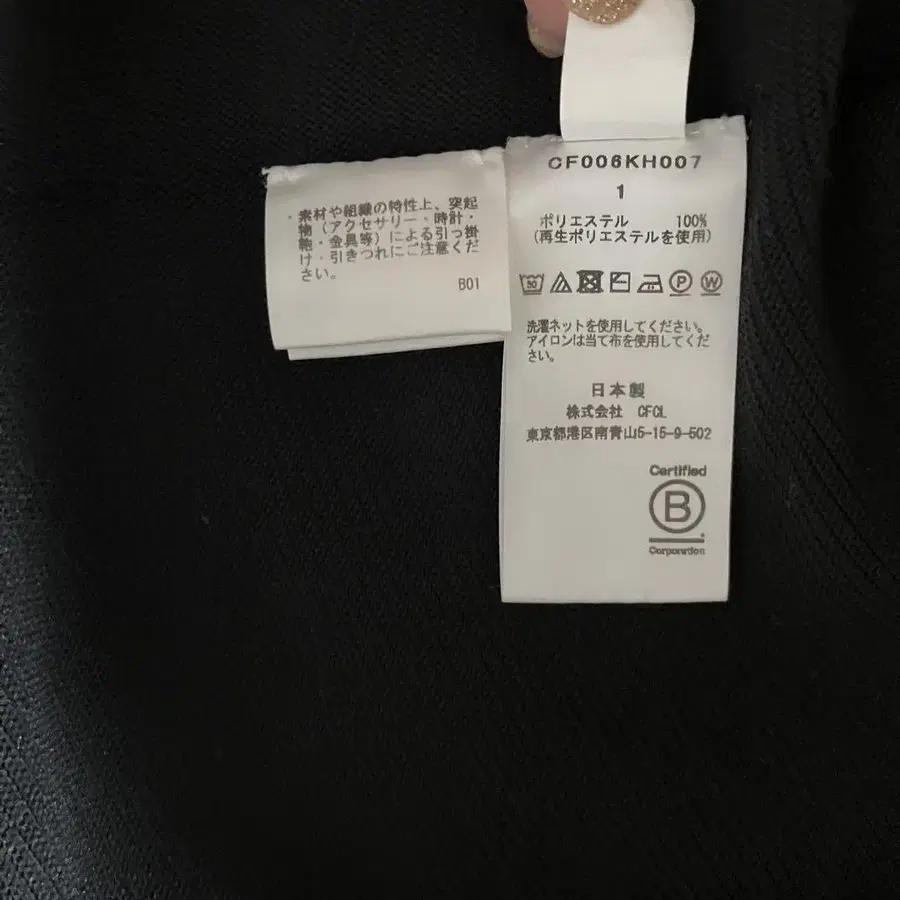 ・素材や組織の特性上、突起
物（アクセサリー・時計・
鞄・金具等）による引っ掛
け・引きつれにご注意くだ
さい。
B01
CF006KH007
1
ポリエステル 100%
(再生ポリエステルを使用)
30
P
W
洗濯ネットを使用してください。
アイロンは当て布を使用してくだ
さい。
日本製
株式会社 CFCL
東京都港区南青山5-15-9-502
Certified
B
Corporation